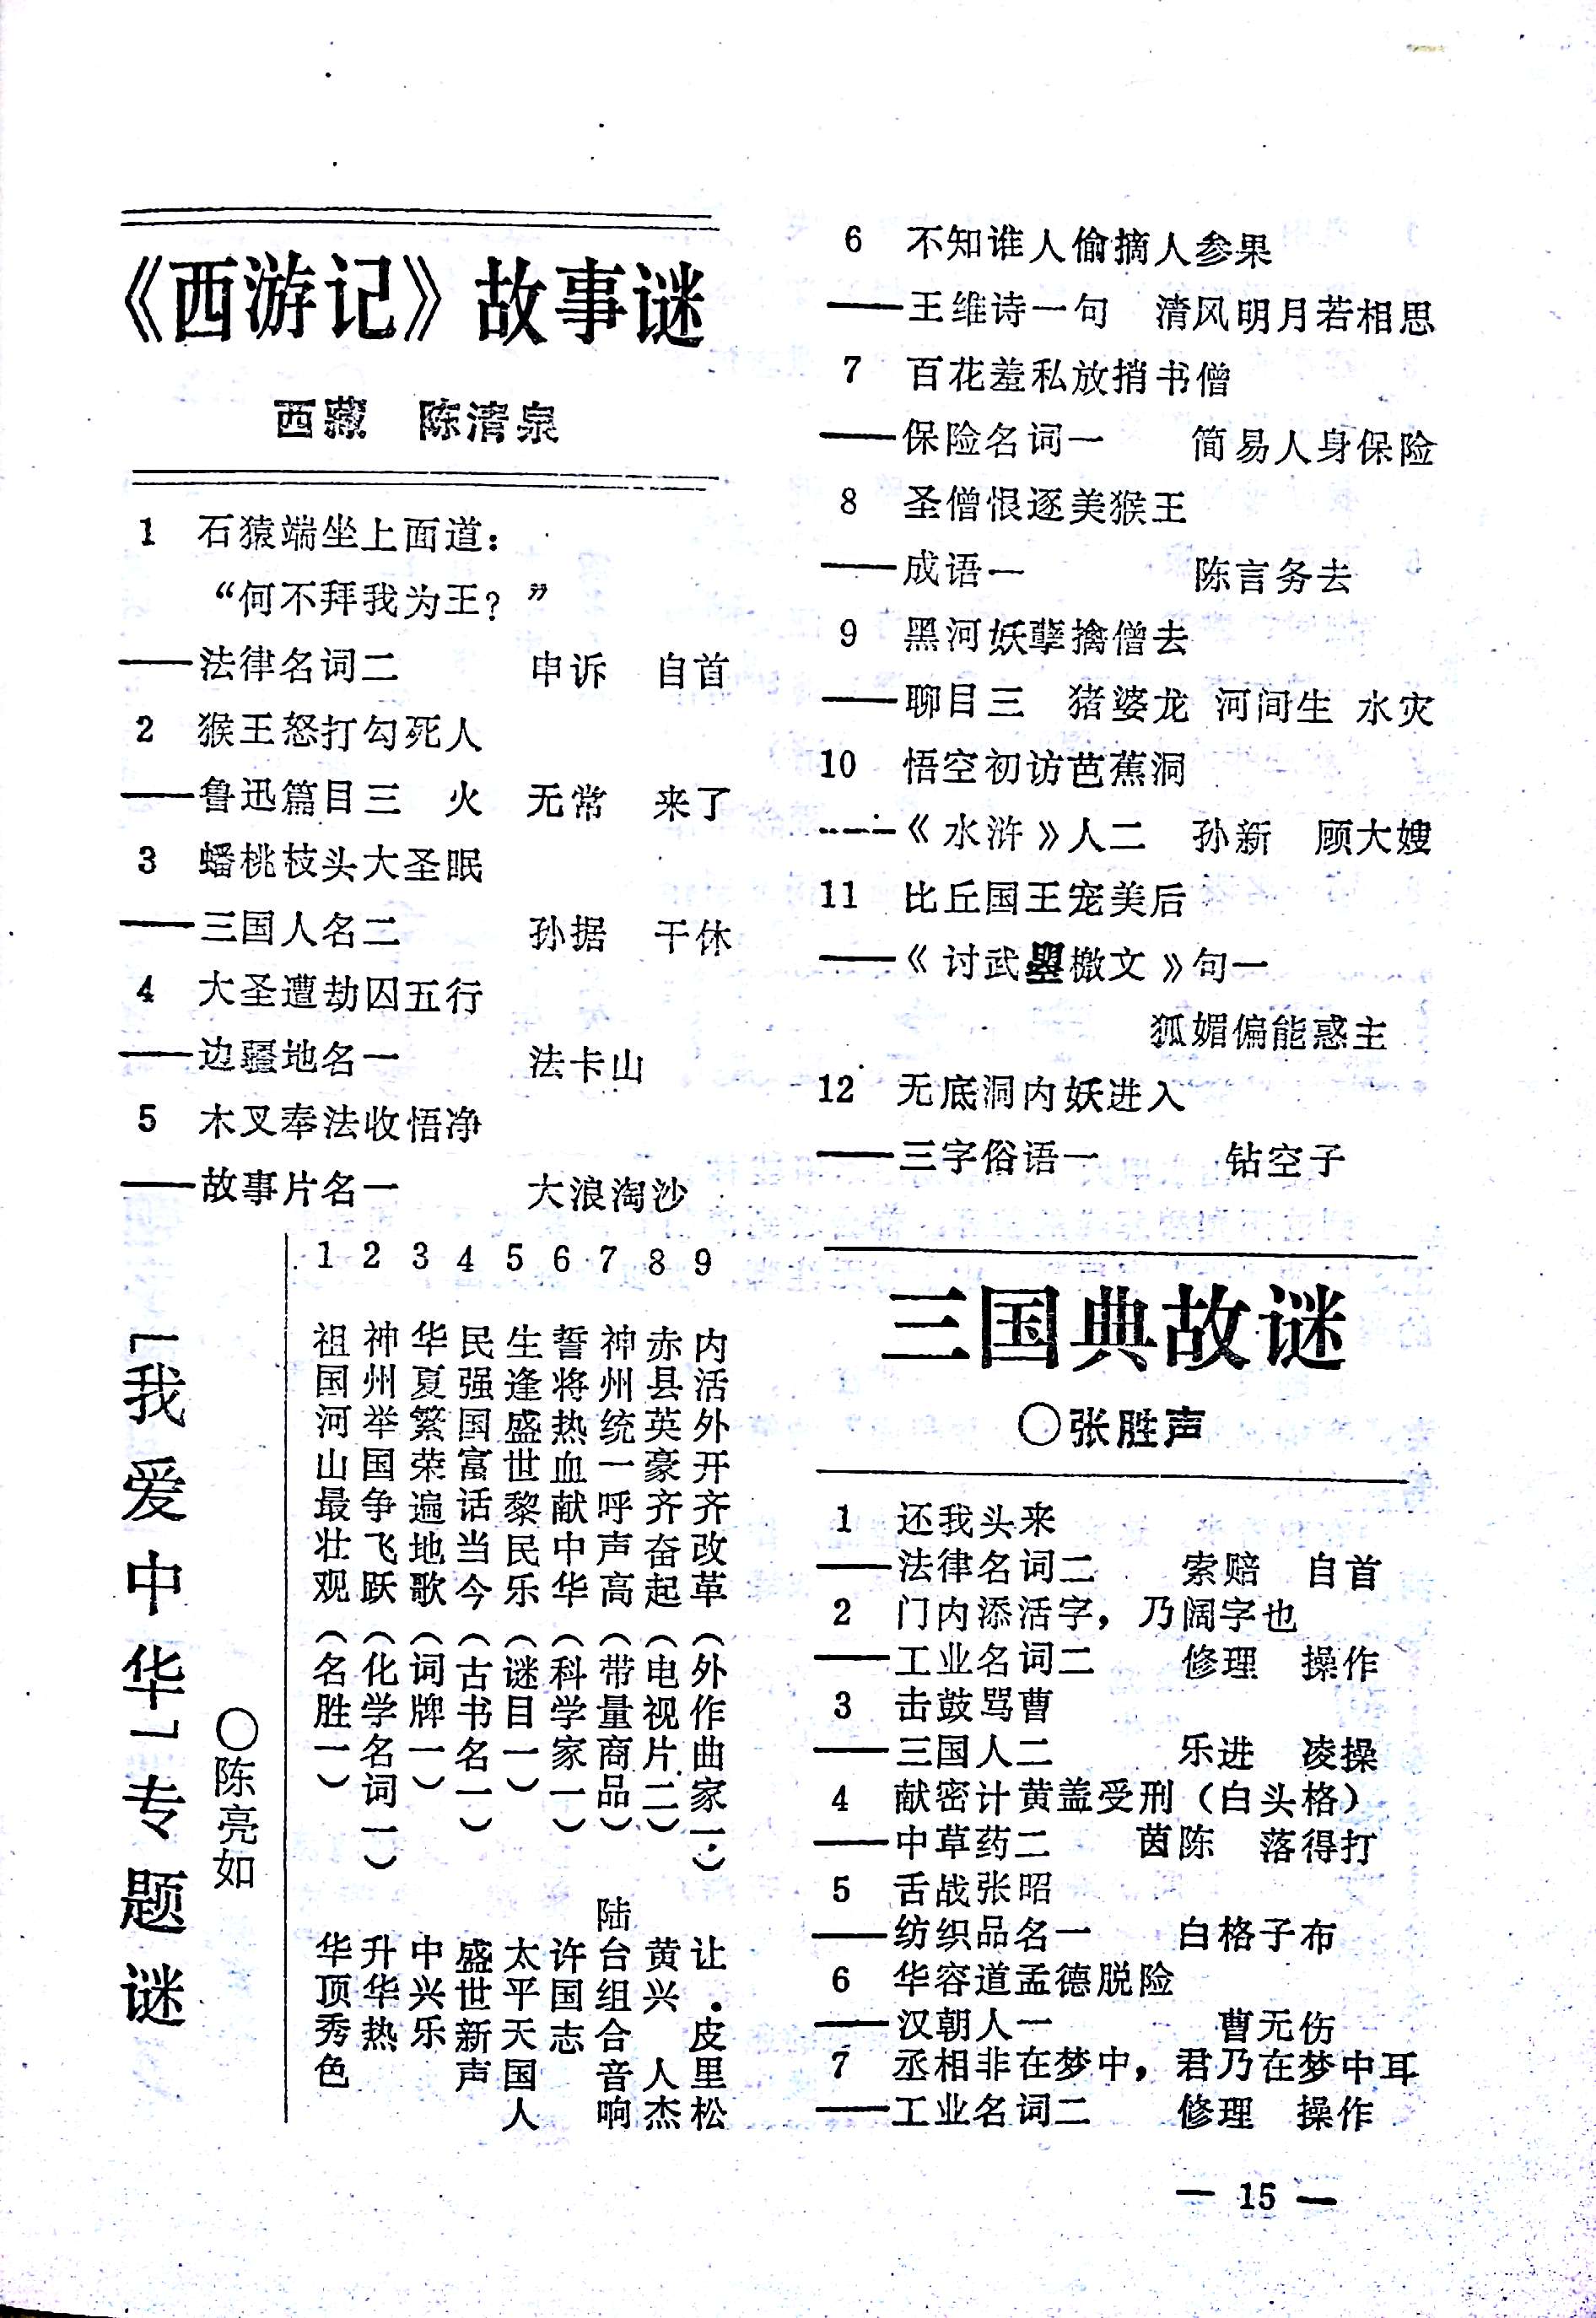 《西游记》故事谜
西藏　陈清泉
1　石猿端坐上面道：
“何不拜我为王？”
——法律名词二　申诉　自首
2　猴王怒打勾死人
——鲁迅篇目三　火　无常　来了
3　蟠桃枝头大圣眠
——三国人名二　孙据　干休
4　大圣遭劫囚五行
——边疆地名一　法卡山
5　木叉奉法收悟净
——故事片名一　大浪淘沙
6　不知谁人偷摘人参果
——王维诗一句　清风明月若相思
7　百花羞私放捎书僧
——保险名词一　简易人身保险
8　圣僧恨逐美猴王
——成语一　陈言务去
9　黑河妖孽擒僧去
——聊目三　猪婆龙　河间生　水灾
10　悟空初访芭蕉洞
——《水浒》人二　孙新　顾大嫂
11　比丘国王宠美后
——《讨武曌檄文》句一
狐媚偏能惑主
12　无底洞内妖进入
——三字俗语一　钻空子
「我爱中华」专题谜
○陈亮如
1　祖国河山最壮观（名胜一）　华顶秀色
2　神州举国争飞跃（化学名词一）　升华热
3　华夏繁荣遍地歌（词牌一）　中兴乐
4　民强国富话当今（古书名一）　盛世新声
5　生逢盛世黎民乐（谜目一）　太平天国人
6　誓将热血献中华（科学家一）　许国志
7　神州统一呼声高（带量商品）　陆台组合音响
8　赤县英豪齐奋起（电视片二）　黄兴　人杰
9　内活外开齐改革（外作曲家一）　让·皮里松
三国典故谜
○张胜声
1　还我头来
——法律名词二　索赔　自首
2　门内添活字，乃阔字也
——工业名词二　修理　操作
3　击鼓骂曹
——三国人二　乐进　凌操
4　献密计黄盖受刑（白头格）
——中草药二　茵陈　落得打
5　舌战张昭
——纺织品名一　白格子布
6　华容道孟德脱险
——汉朝人一　曹无伤
7　丞相非在梦中，君乃在梦中耳
——工业名词二　修理　操作
— 15 —